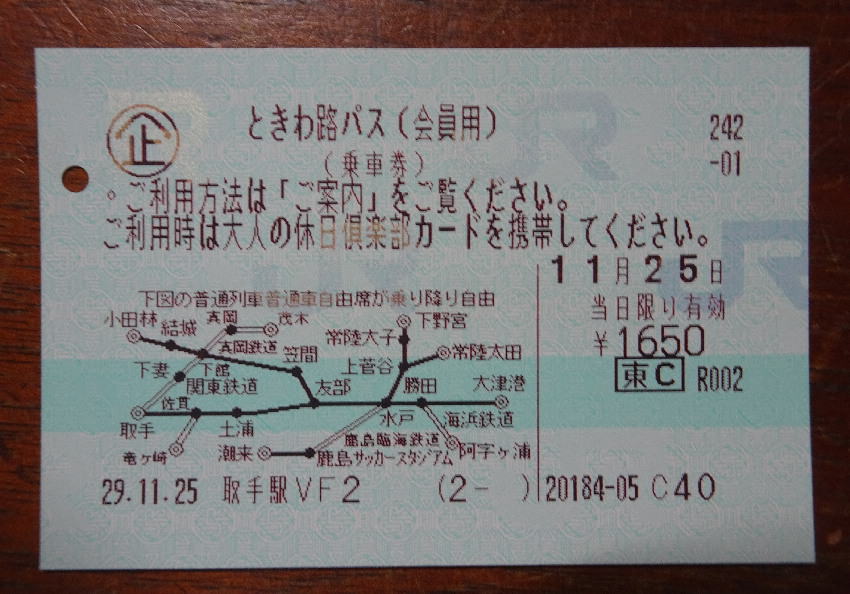 企
ときわ路パス(会員用)
242
(乗車券)
-01
・ご利用方法は「ご案内」をご覧ください。
ご利用時は大人の休日倶楽部カードを携帯してください。
11月25日
当日限り有効
￥1650
東C R002
下図の普通列車普通車自由席が乗り降り自由
小田林 結城 真岡 茂木 下野宮
真岡鉄道 笠間 常陸大子 常陸太田
下妻 下館 上菅谷
関東鉄道 友部 勝田 大津港
佐貫
取手 土浦 水戸 海浜鉄道
鹿島臨海鉄道
竜ヶ崎 潮来 鹿島サッカースタジアム 阿字ヶ浦
29.11.25 取手駅VF2 (2- ) 20184-05 C40
JR